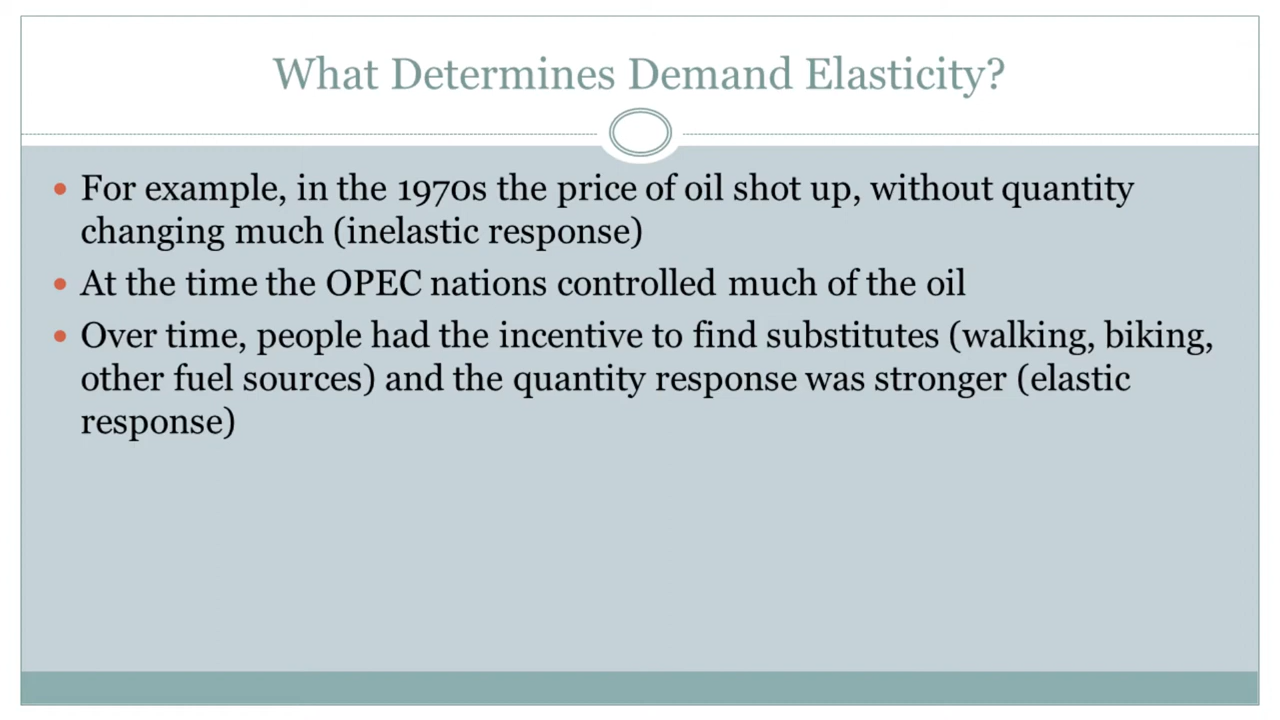 What Determines Demand Elasticity?
• For example, in the 1970s the price of oil shot up, without quantity
changing much (inelastic response)
• At the time the OPEC nations controlled much of the oil
• Over time, people had the incentive to find substitutes (walking, biking,
other fuel sources) and the quantity response was stronger (elastic
response)